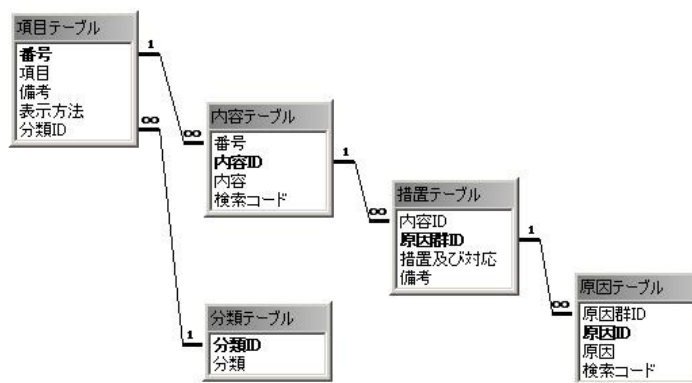 項目テーブル
番号
項目
備考
表示方法
分類ID
1
∞
内容テーブル
番号
内容ID
内容
検索コード
∞
1
措置テーブル
内容ID
原因群ID
措置及び対応
備考
∞
1
原因テーブル
原因群ID
原因ID
原因
検索コード
∞
分類テーブル
分類ID
分類
1